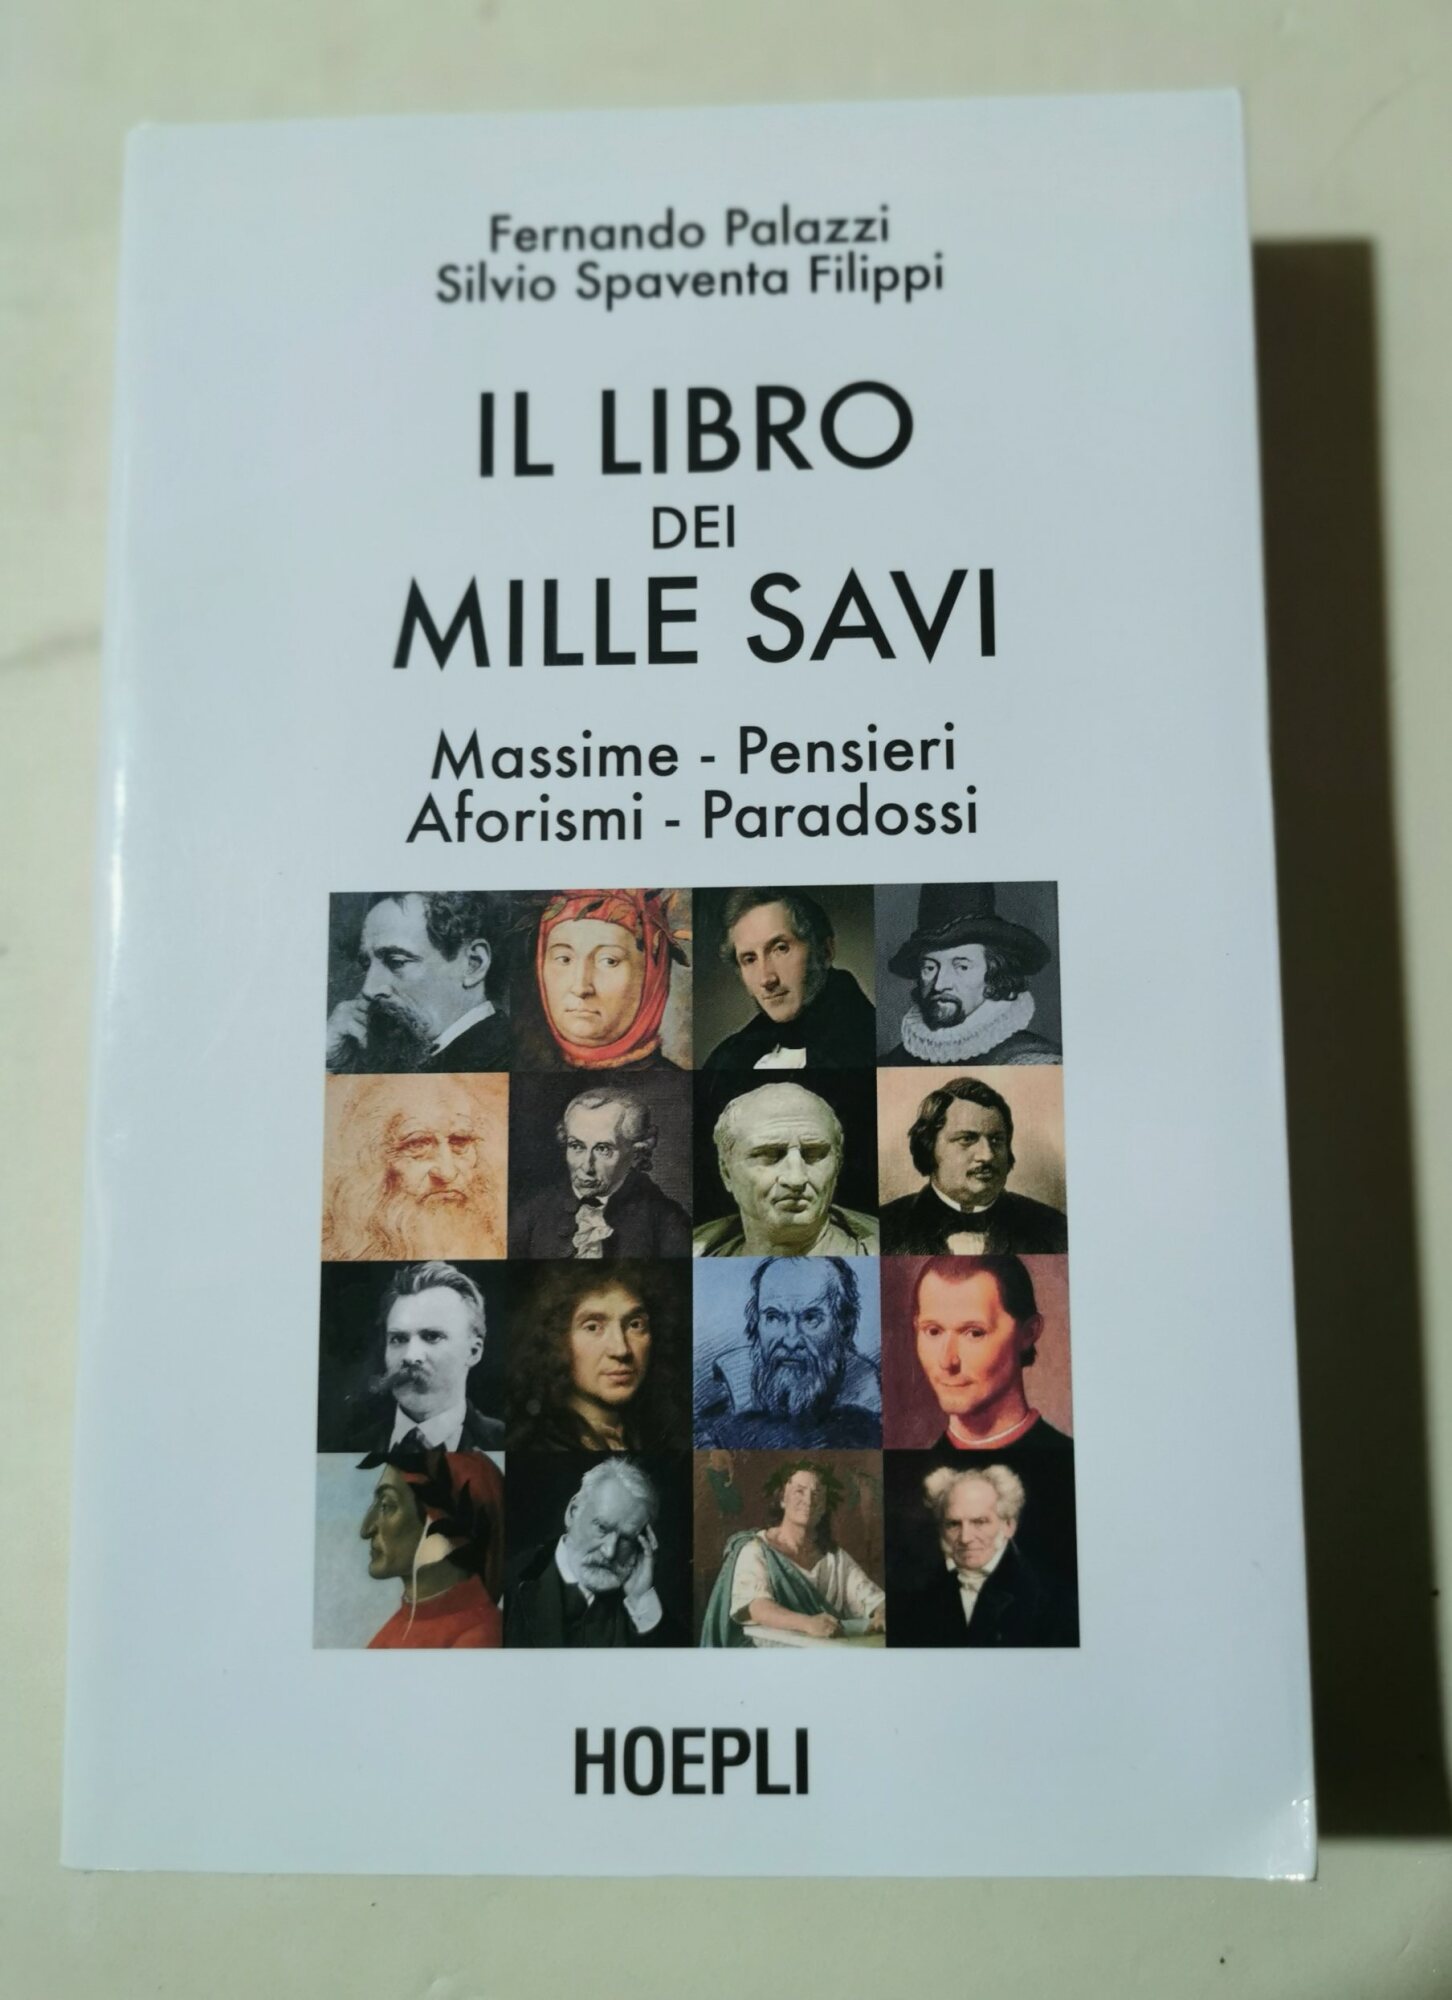 Fernando Palazzi
Silvio Spaventa Filippi
IL LIBRO
DEI
MILLE SAVI
Massime - Pensieri
Aforismi - Paradossi
HOEPLI